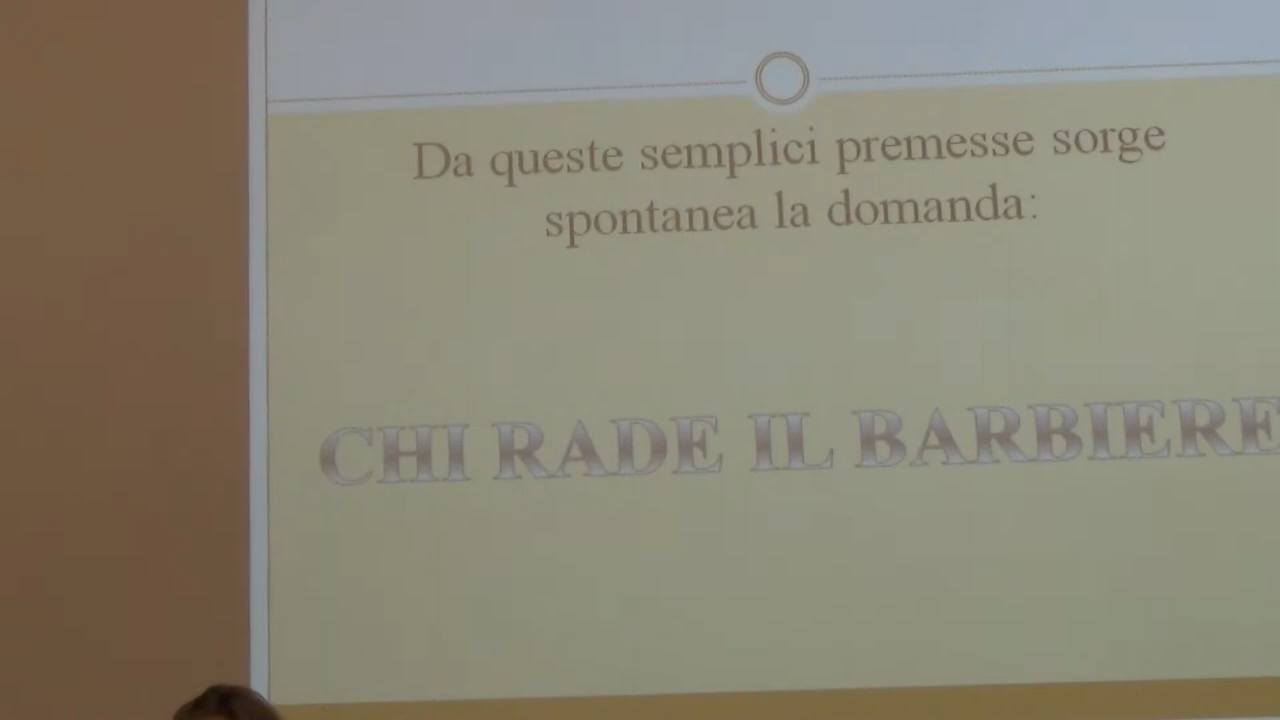 Da queste semplici premesse sorge
spontanea la domanda:
CHI RADE IL BARBIERE